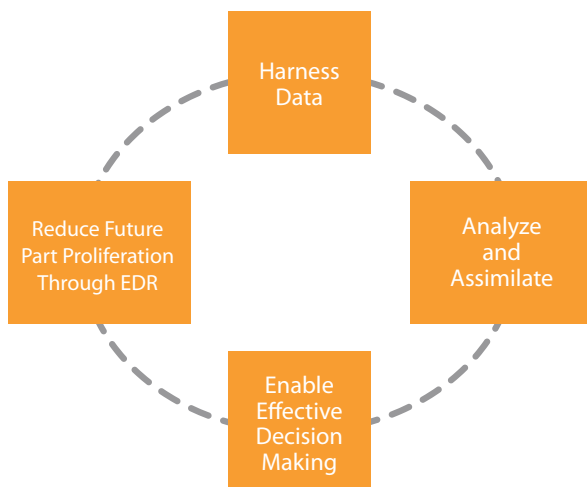 Harness
Data
Analyze
and
Assimilate
Enable
Effective
Decision
Making
Reduce Future
Part Proliferation
Through EDR